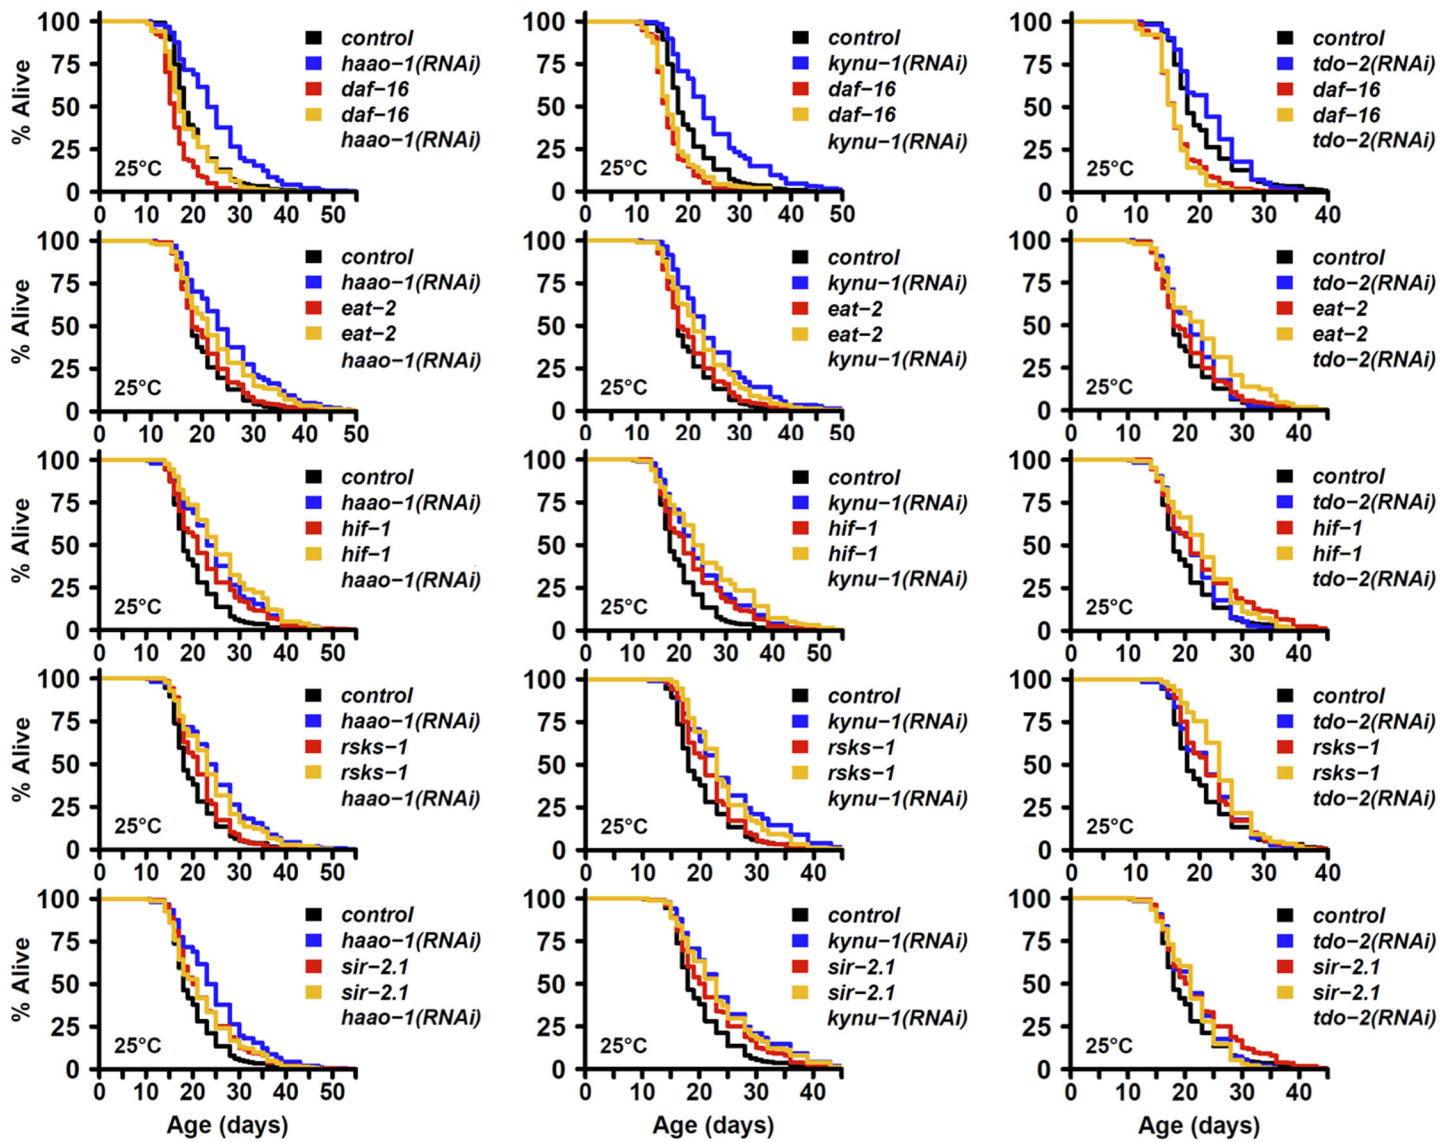 100
75
50
25
0
% Alive
control
haao−1(RNAi)
daf−16
daf−16
haao−1(RNAi)
25°C
0 10 20 30 40 50
100
75
50
25
0
control
kynu−1(RNAi)
daf−16
daf−16
kynu−1(RNAi)
25°C
0 10 20 30 40 50
100
75
50
25
0
control
tdo−2(RNAi)
daf−16
daf−16
tdo−2(RNAi)
25°C
0 10 20 30 40
100
75
50
25
0
% Alive
control
haao−1(RNAi)
eat−2
eat−2
haao−1(RNAi)
25°C
0 10 20 30 40 50
100
75
50
25
0
control
kynu−1(RNAi)
eat−2
eat−2
kynu−1(RNAi)
25°C
0 10 20 30 40 50
100
75
50
25
0
control
tdo−2(RNAi)
eat−2
eat−2
tdo−2(RNAi)
25°C
0 10 20 30 40
100
75
50
25
0
% Alive
control
haao−1(RNAi)
hif−1
hif−1
haao−1(RNAi)
25°C
0 10 20 30 40 50
100
75
50
25
0
control
kynu−1(RNAi)
hif−1
hif−1
kynu−1(RNAi)
25°C
0 10 20 30 40 50
100
75
50
25
0
control
tdo−2(RNAi)
hif−1
hif−1
tdo−2(RNAi)
25°C
0 10 20 30 40
100
75
50
25
0
% Alive
control
haao−1(RNAi)
rsks−1
rsks−1
haao−1(RNAi)
25°C
0 10 20 30 40 50
100
75
50
25
0
control
kynu−1(RNAi)
rsks−1
rsks−1
kynu−1(RNAi)
25°C
0 10 20 30 40
100
75
50
25
0
control
tdo−2(RNAi)
rsks−1
rsks−1
tdo−2(RNAi)
25°C
0 10 20 30 40
100
75
50
25
0
% Alive
control
haao−1(RNAi)
sir−2.1
sir−2.1
haao−1(RNAi)
25°C
0 10 20 30 40 50
Age (days)
100
75
50
25
0
control
kynu−1(RNAi)
sir−2.1
sir−2.1
kynu−1(RNAi)
25°C
0 10 20 30 40
Age (days)
100
75
50
25
0
control
tdo−2(RNAi)
sir−2.1
sir−2.1
tdo−2(RNAi)
25°C
0 10 20 30 40
Age (days)